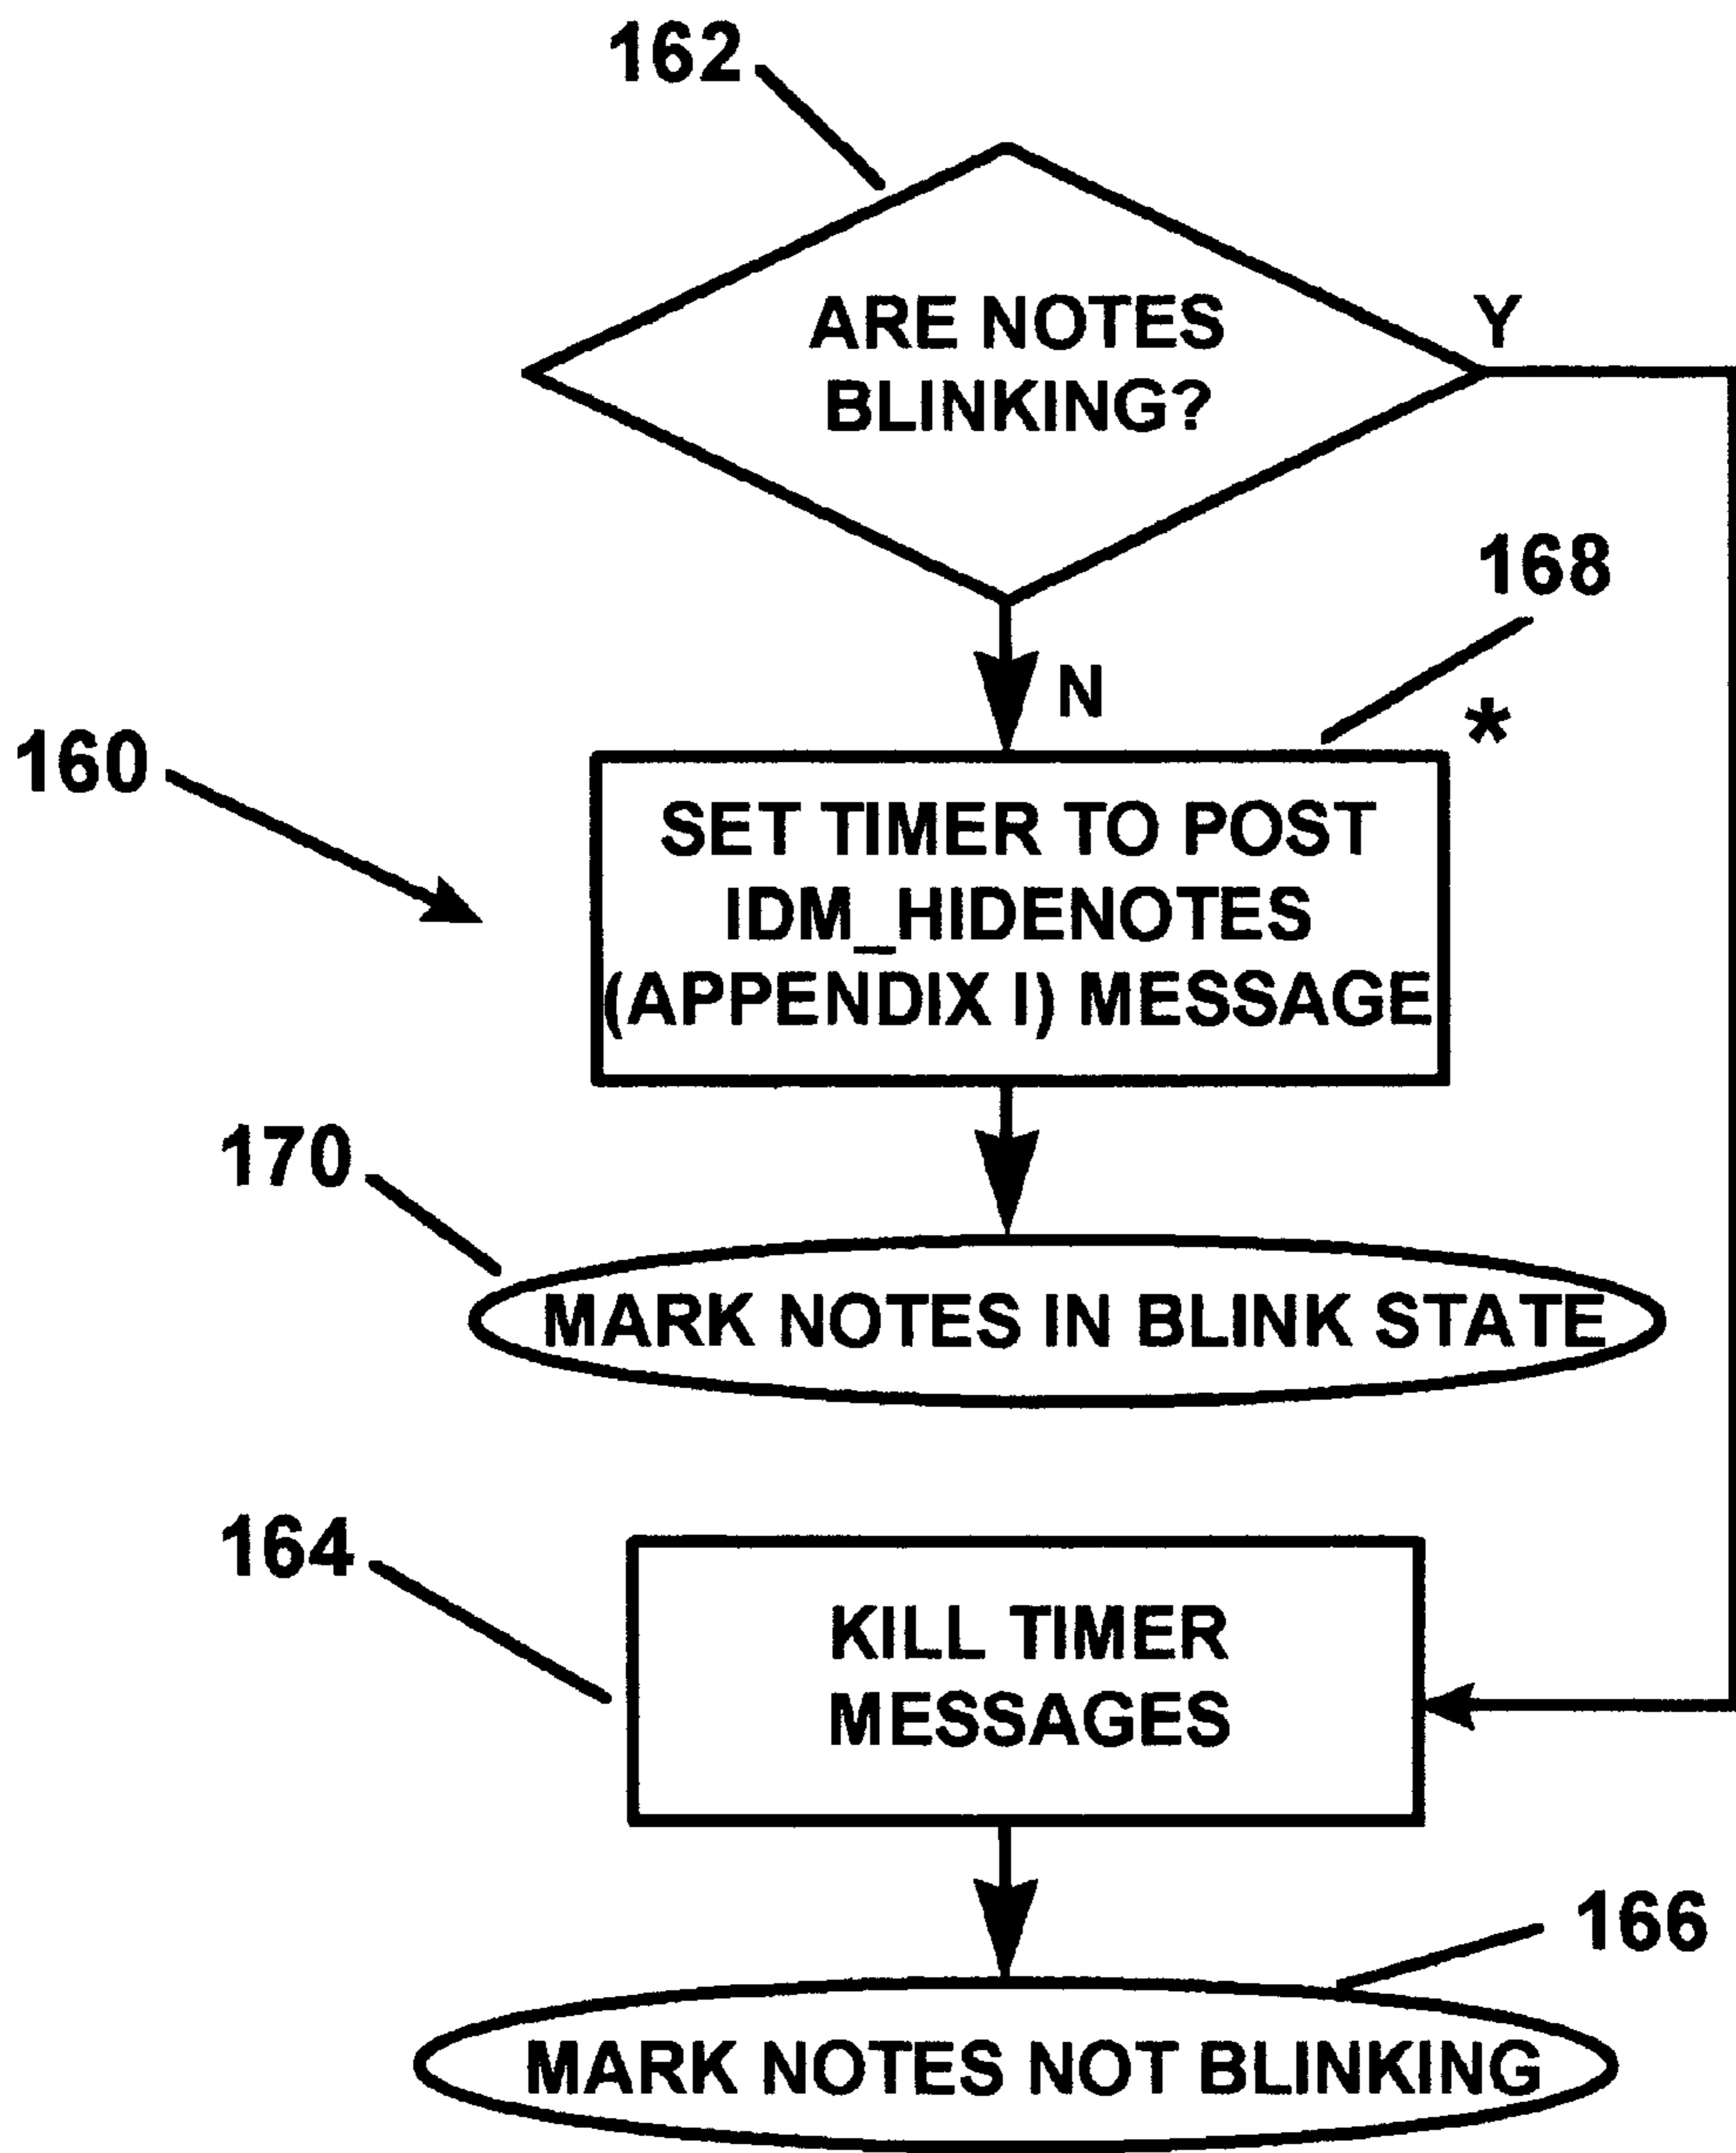 162
ARE NOTES
BLINKING?
Y
168
N
*
160
SET TIMER TO POST
IDM_HIDENOTES
(APPENDIX I) MESSAGE
170
MARK NOTES IN BLINK STATE
164
KILL TIMER
MESSAGES
166
MARK NOTES NOT BLINKING